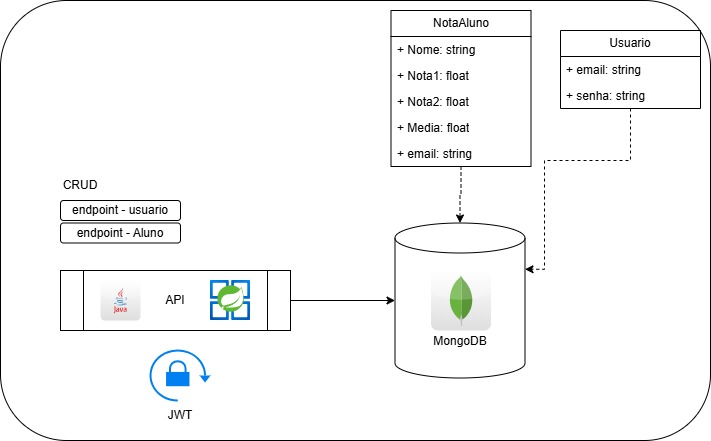 NotaAluno
+ Nome: string
+ Nota1: float
+ Nota2: float
+ Media: float
+ email: string
Usuario
+ email: string
+ senha: string
CRUD
endpoint - usuario
endpoint - Aluno
Java
API
MongoDB
JWT